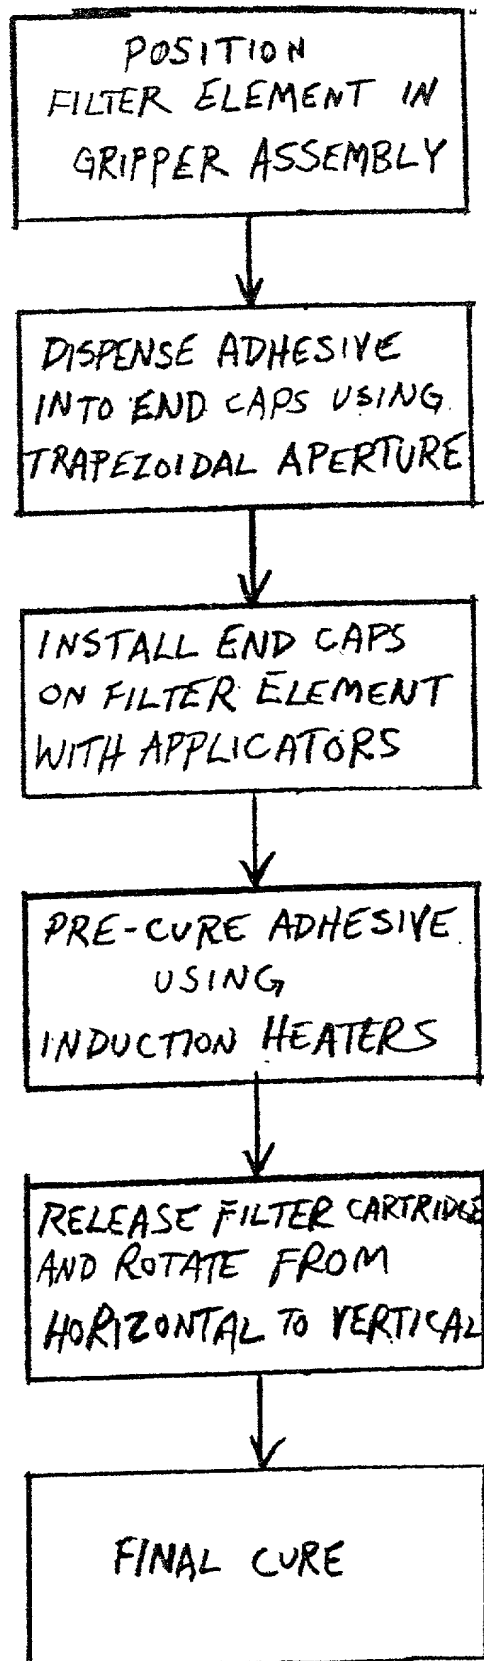 POSITION
FILTER ELEMENT IN
GRIPPER ASSEMBLY
DISPENSE ADHESIVE
INTO END CAPS USING
TRAPEZOIDAL APERTURE
INSTALL END CAPS
ON FILTER ELEMENT
WITH APPLICATORS
PRE-CURE ADHESIVE
USING
INDUCTION HEATERS
RELEASE FILTER CARTRIDGE
AND ROTATE FROM
HORIZONTAL TO VERTICAL
FINAL CURE